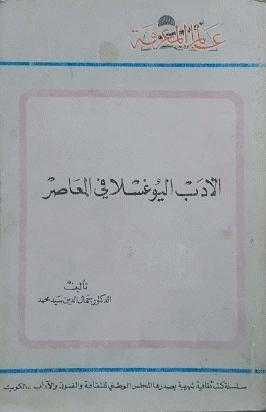 عالم المعرفة
الأدب اليوغسلافي المعاصر
تأليف
الدكتور جمال الدين سيد محمد
سلسلة كتب ثقافية شهرية يصدرها المجلس الوطني للثقافة والفنون والآداب - الكويت